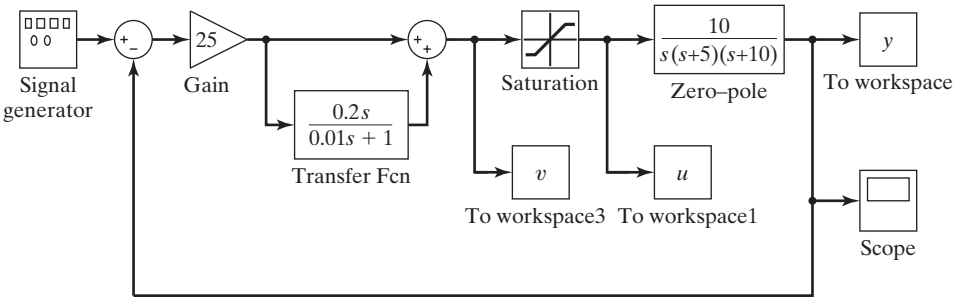 +
−
25
+
+
10
s(s+5)(s+10)
y
Signal
generator
Gain
Saturation
Zero–pole
To workspace
0.2s
0.01s + 1
Transfer Fcn
v
u
To workspace3
To workspace1
Scope